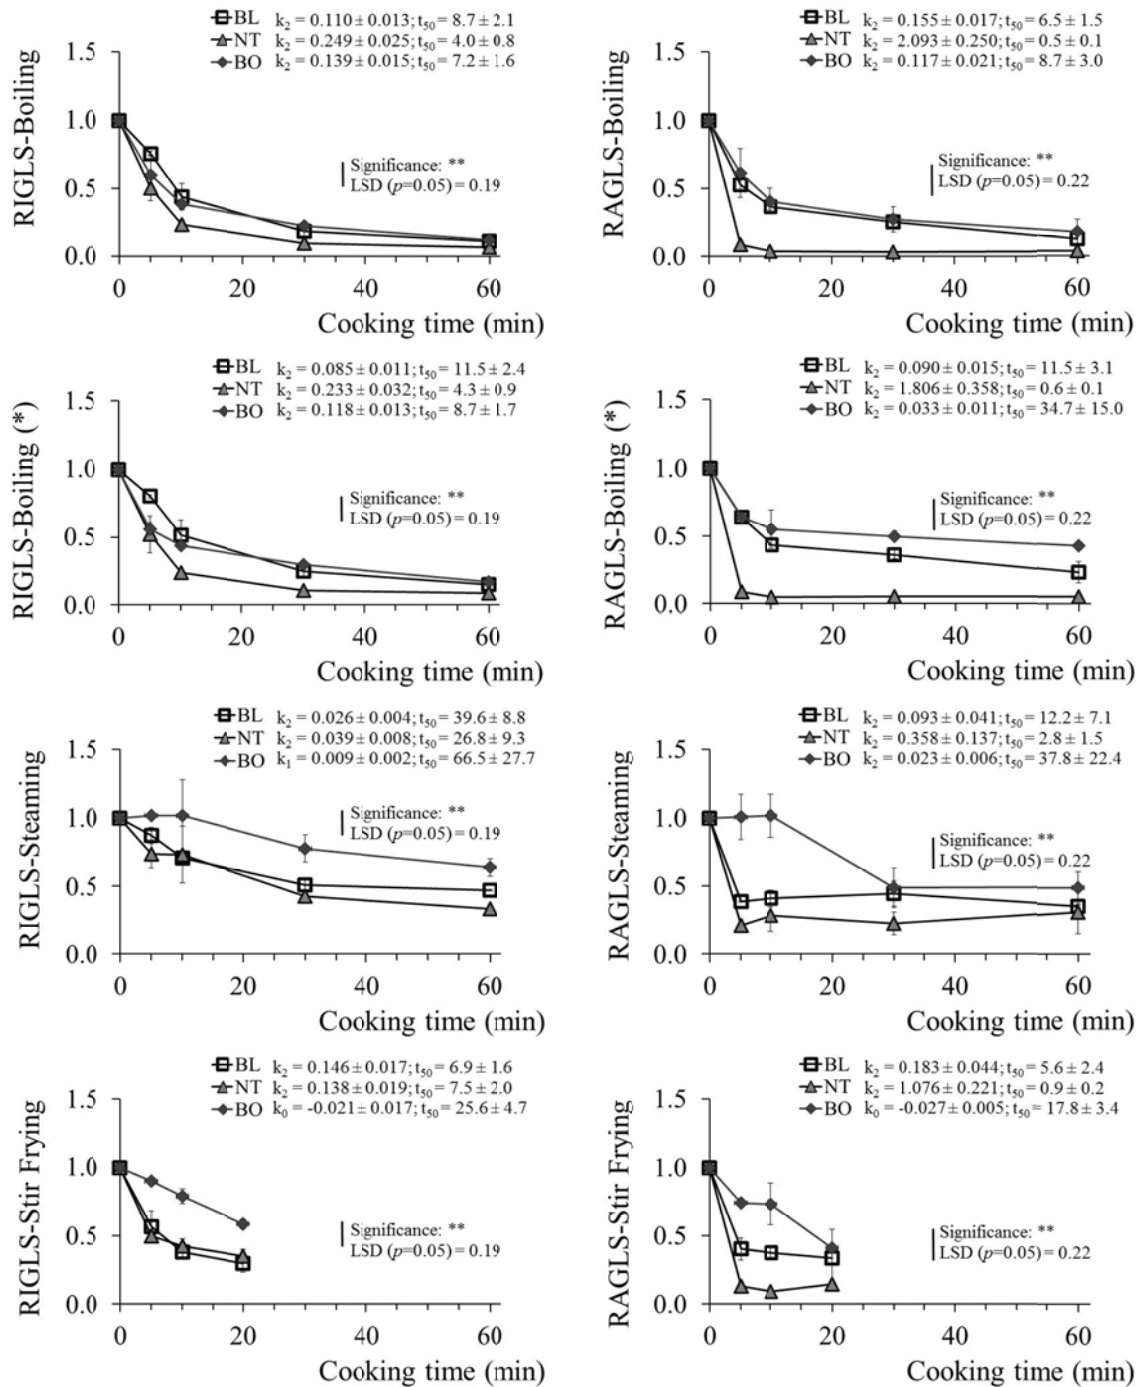 BL k₂ = 0.110 ± 0.013; t₅₀ = 8.7 ± 2.1
NT k₂ = 0.249 ± 0.025; t₅₀ = 4.0 ± 0.8
BO k₂ = 0.139 ± 0.015; t₅₀ = 7.2 ± 1.6
RIGLS-Boiling
1.5
1.0
0.5
0.0
Significance: **
LSD (p=0.05) = 0.19
0 20 40 60
Cooking time (min)
BL k₂ = 0.155 ± 0.017; t₅₀ = 6.5 ± 1.5
NT k₂ = 2.093 ± 0.250; t₅₀ = 0.5 ± 0.1
BO k₂ = 0.117 ± 0.021; t₅₀ = 8.7 ± 3.0
RAGLS-Boiling
1.5
1.0
0.5
0.0
Significance: **
LSD (p=0.05) = 0.22
0 20 40 60
Cooking time (min)
BL k₂ = 0.085 ± 0.011; t₅₀ = 11.5 ± 2.4
NT k₂ = 0.233 ± 0.032; t₅₀ = 4.3 ± 0.9
BO k₂ = 0.118 ± 0.013; t₅₀ = 8.7 ± 1.7
RIGLS-Boiling (*)
1.5
1.0
0.5
0.0
Significance: **
LSD (p=0.05) = 0.19
0 20 40 60
Cooking time (min)
BL k₂ = 0.090 ± 0.015; t₅₀ = 11.5 ± 3.1
NT k₂ = 1.806 ± 0.358; t₅₀ = 0.6 ± 0.1
BO k₂ = 0.033 ± 0.011; t₅₀ = 34.7 ± 15.0
RAGLS-Boiling (*)
1.5
1.0
0.5
0.0
Significance: **
LSD (p=0.05) = 0.22
0 20 40 60
Cooking time (min)
BL k₂ = 0.026 ± 0.004; t₅₀ = 39.6 ± 8.8
NT k₂ = 0.039 ± 0.008; t₅₀ = 26.8 ± 9.3
BO k₁ = 0.009 ± 0.002; t₅₀ = 66.5 ± 27.7
RIGLS-Steaming
1.5
1.0
0.5
0.0
Significance: **
LSD (p=0.05) = 0.19
0 20 40 60
Cooking time (min)
BL k₂ = 0.093 ± 0.041; t₅₀ = 12.2 ± 7.1
NT k₂ = 0.358 ± 0.137; t₅₀ = 2.8 ± 1.5
BO k₂ = 0.023 ± 0.006; t₅₀ = 37.8 ± 22.4
RAGLS-Steaming
1.5
1.0
0.5
0.0
Significance: **
LSD (p=0.05) = 0.22
0 20 40 60
Cooking time (min)
BL k₂ = 0.146 ± 0.017; t₅₀ = 6.9 ± 1.6
NT k₂ = 0.138 ± 0.019; t₅₀ = 7.5 ± 2.0
BO k₀ = -0.021 ± 0.017; t₅₀ = 25.6 ± 4.7
RIGLS-Stir Frying
1.5
1.0
0.5
0.0
Significance: **
LSD (p=0.05) = 0.19
0 20 40 60
Cooking time (min)
BL k₂ = 0.183 ± 0.044; t₅₀ = 5.6 ± 2.4
NT k₂ = 1.076 ± 0.221; t₅₀ = 0.9 ± 0.2
BO k₀ = -0.027 ± 0.005; t₅₀ = 17.8 ± 3.4
RAGLS-Stir Frying
1.5
1.0
0.5
0.0
Significance: **
LSD (p=0.05) = 0.22
0 20 40 60
Cooking time (min)